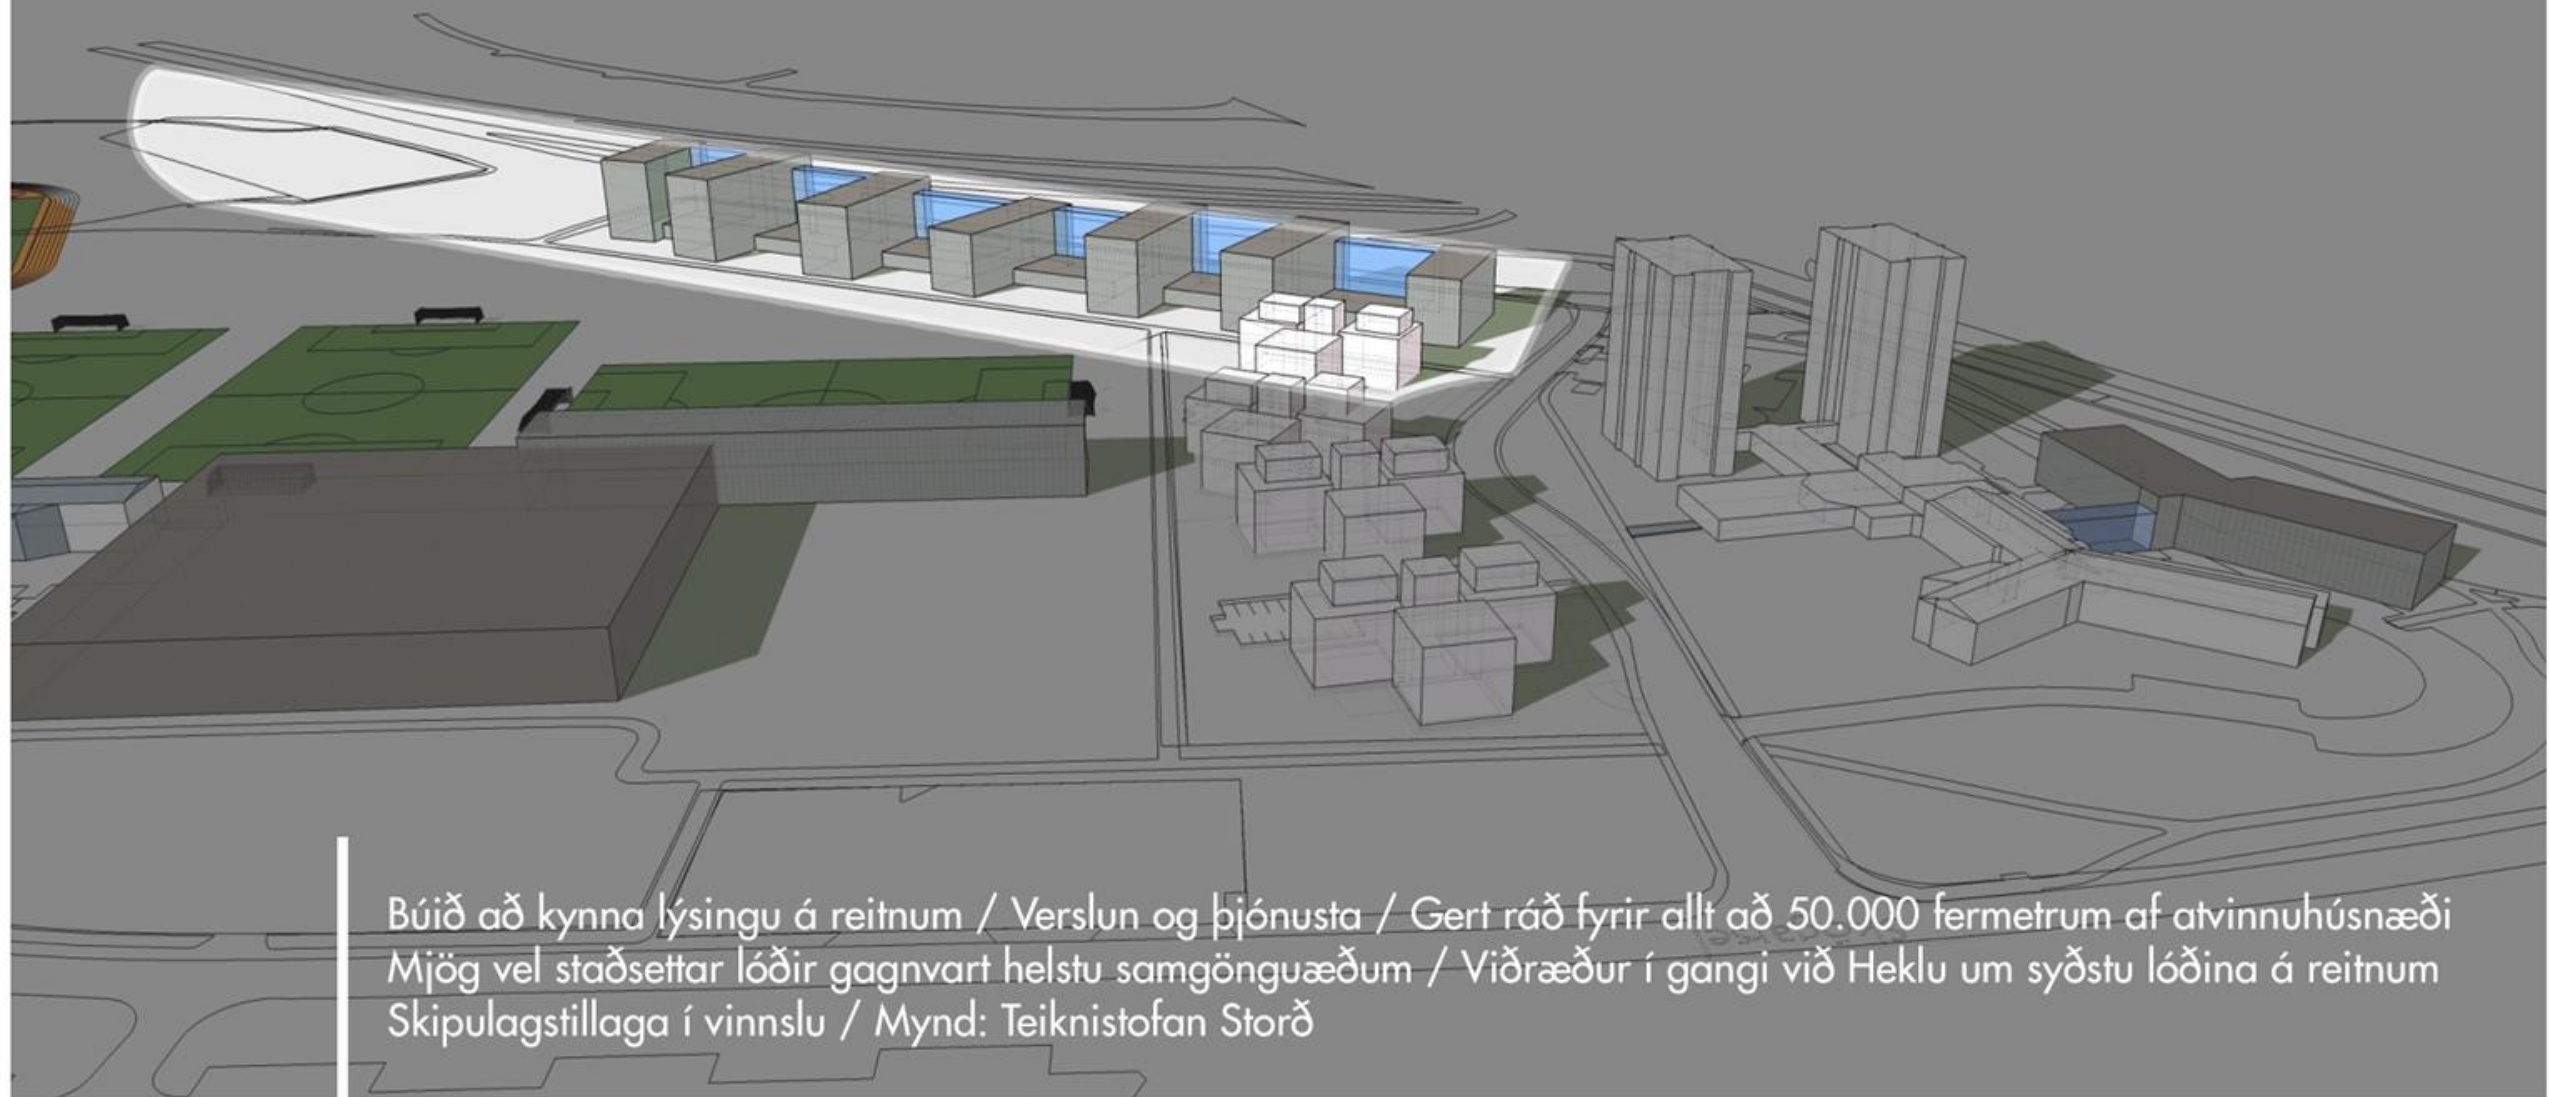 Búið að kynna lýsingu á reitnum / Verslun og þjónusta / Gert ráð fyrir allt að 50.000 fermetrum af atvinnuhúsnæði
Mjög vel staðsettar lóðir gagnvart helstu samgönguæðum / Viðræður í gangi við Heklu um syðstu lóðina á reitnum
Skipulagstillaga í vinnslu / Mynd: Teiknistofan Storð